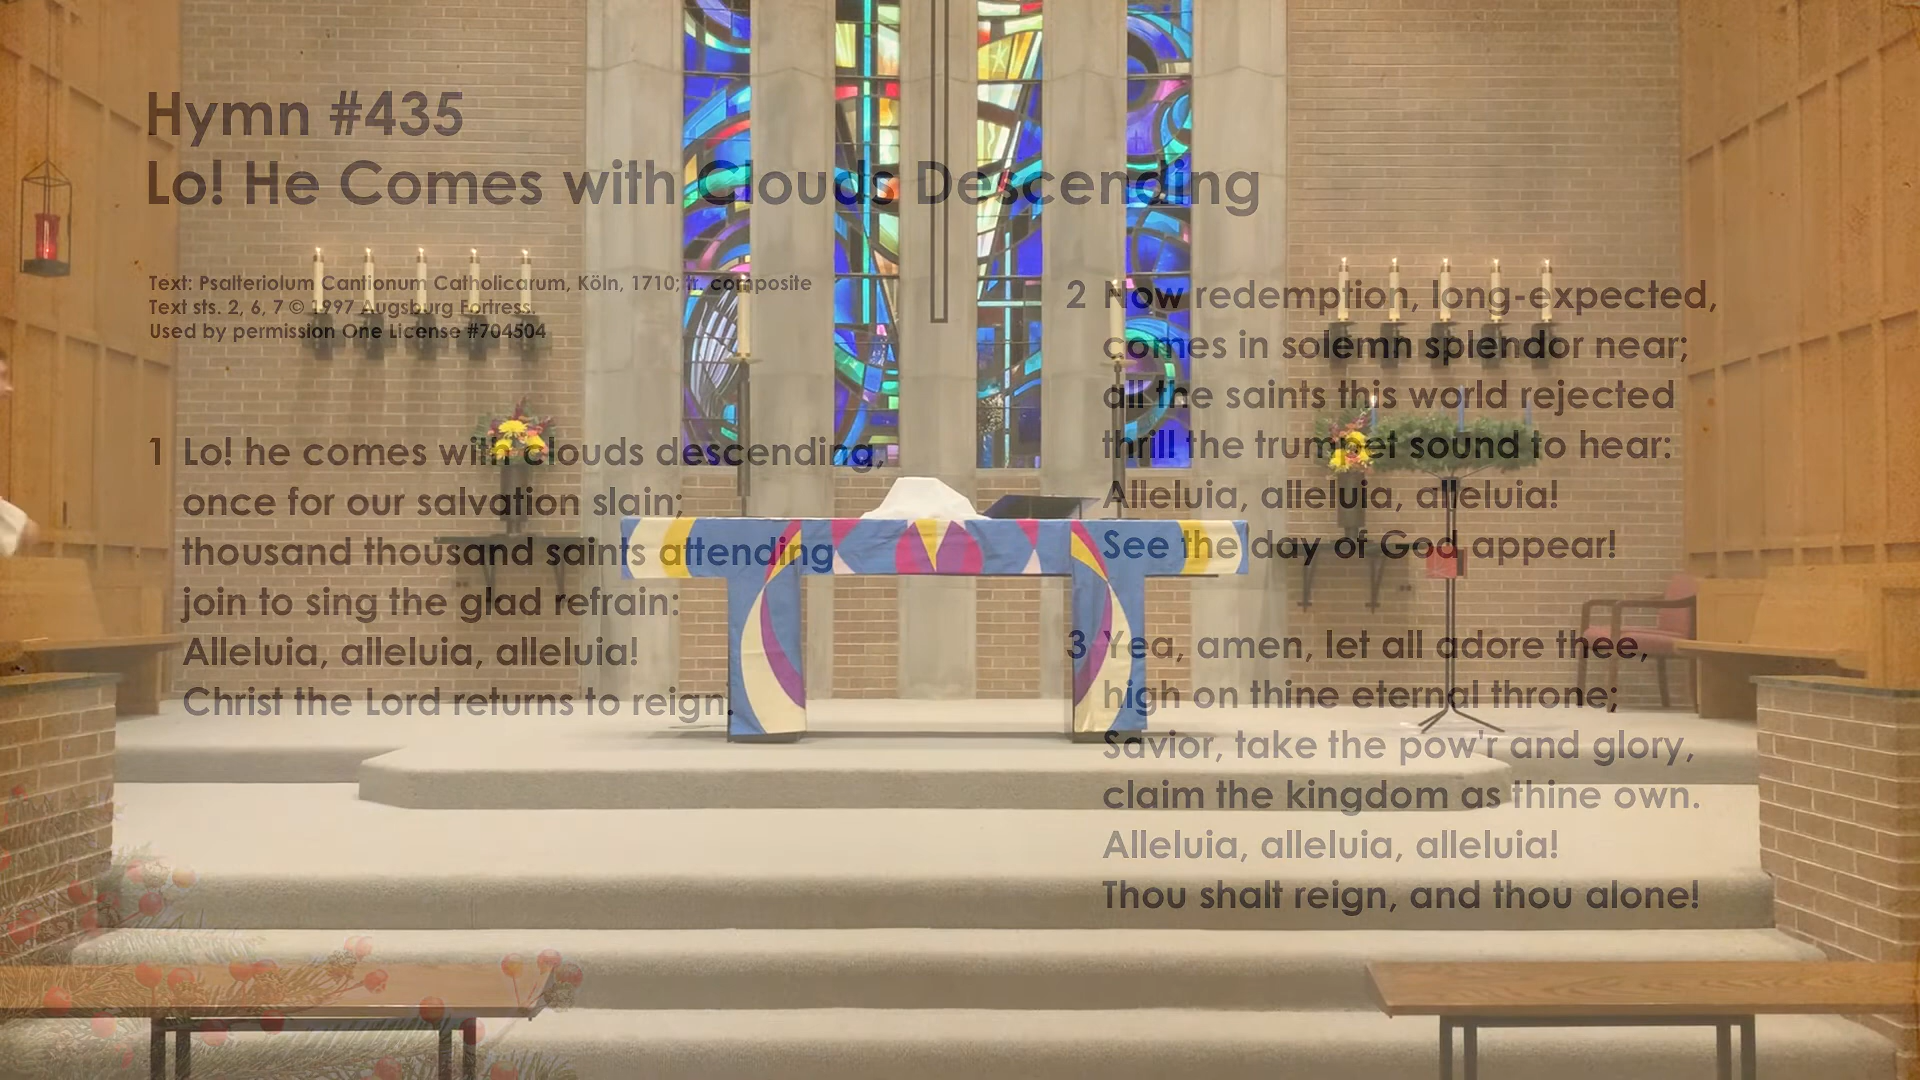 Hymn #435
Lo! He Comes with Clouds Descending
Text: Psalteriolum Cantionum Catholicarum, Köln, 1710; tr. composite
Text sts. 2, 6, 7 © 1997 Augsburg Fortress.
Used by permission One License #704504
1 Lo! he comes with clouds descending,
once for our salvation slain;
thousand thousand saints attending
join to sing the glad refrain:
Alleluia, alleluia, alleluia!
Christ the Lord returns to reign.
2 Now redemption, long-expected,
comes in solemn splendor near;
all the saints this world rejected
thrill the trumpet sound to hear:
Alleluia, alleluia, alleluia!
See the day of God appear!
3 Yea, amen, let all adore thee,
high on thine eternal throne;
Savior, take the pow'r and glory,
claim the kingdom as thine own.
Alleluia, alleluia, alleluia!
Thou shalt reign, and thou alone!